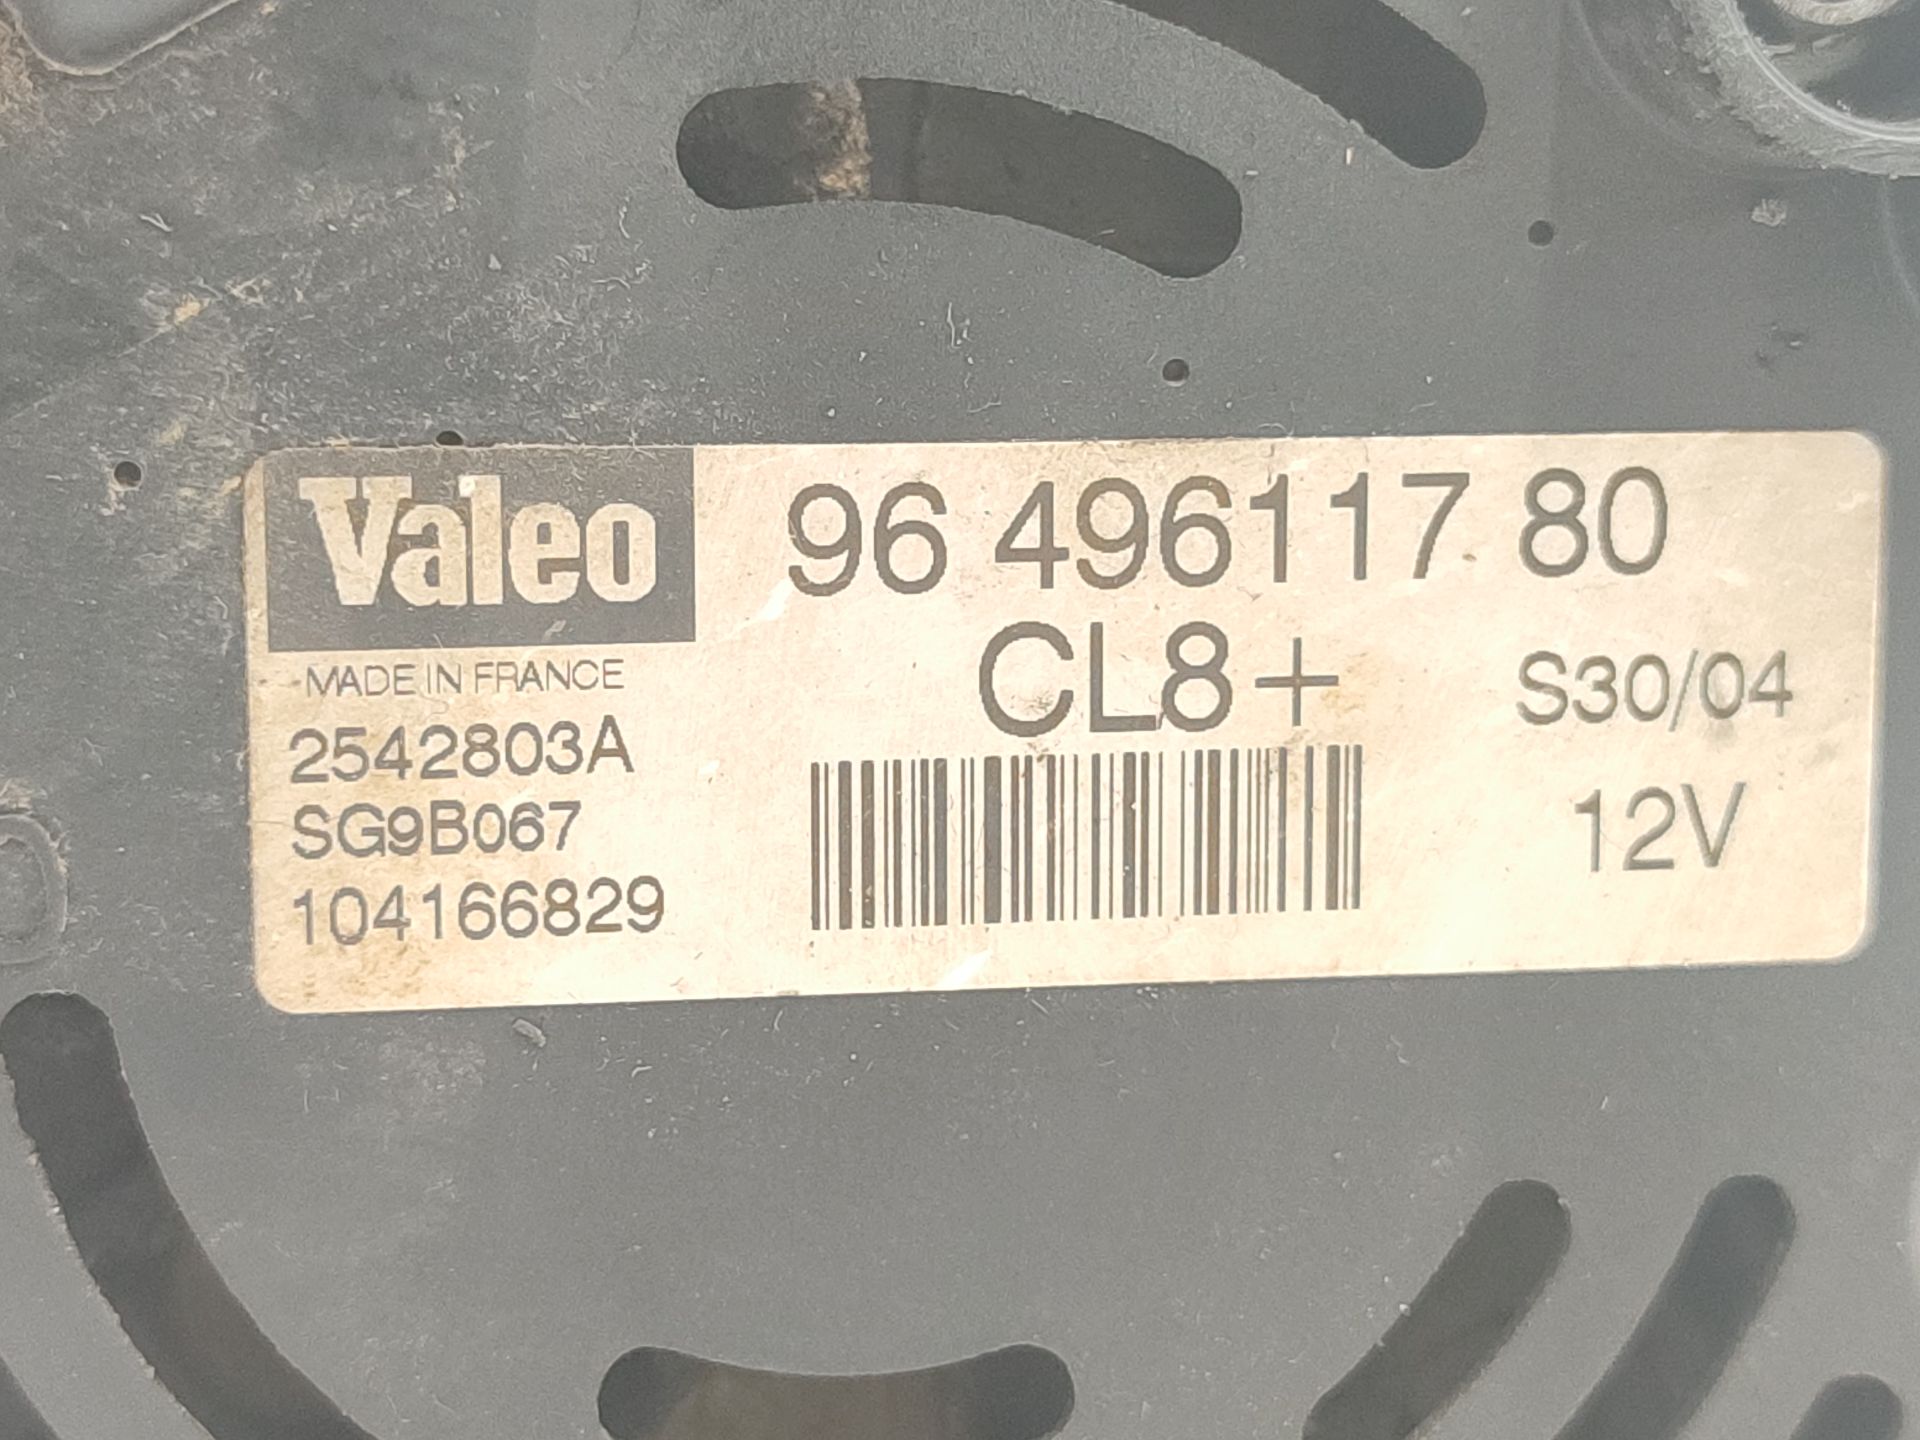 Valeo 96 496117 80
MADE IN FRANCE
CL8+ S30/04
2542803A
SG9B067 12V
104166829